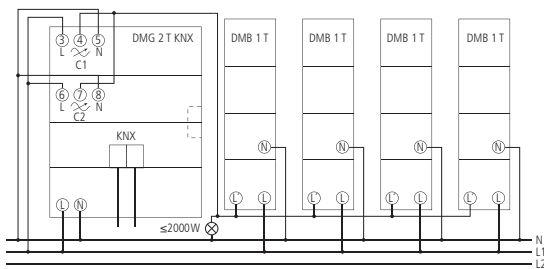 3 4 5 DMG 2 T KNX DMB 1 T DMB 1 T DMB 1 T DMB 1 T
L N
C1
6 7 8
L N
C2
KNX
N N N N
L N L' L L' L L' L L' L
≤2000W
N
L1
L2